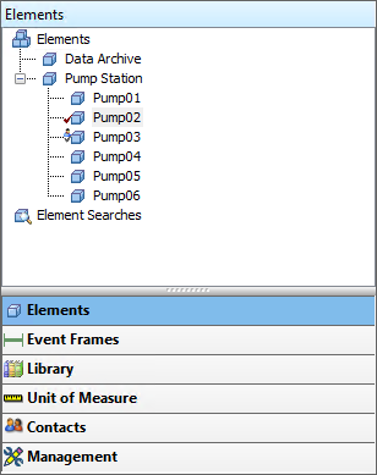 Elements
Elements
Data Archive
Pump Station
Pump01
Pump02
Pump03
Pump04
Pump05
Pump06
Element Searches
Elements
Event Frames
Library
Unit of Measure
Contacts
Management